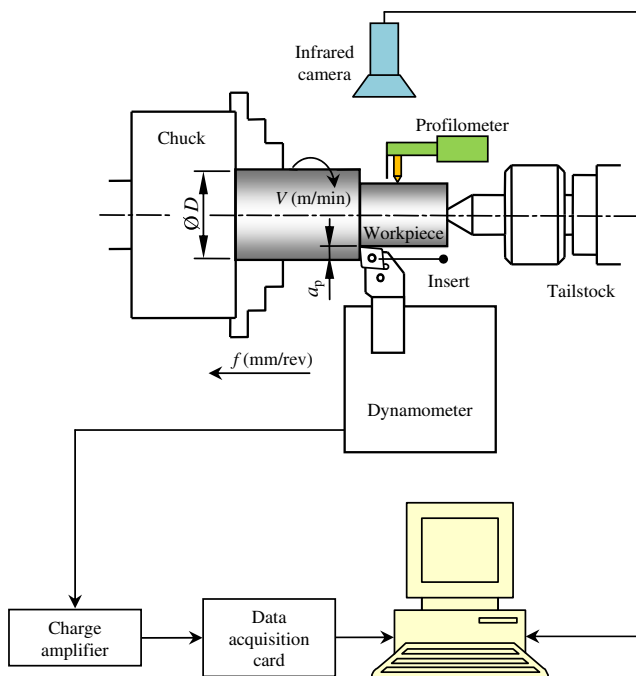 Infrared
camera
Chuck
Profilometer
V (m/min)
Ø D
Workpiece
a_p
Insert
Tailstock
f (mm/rev)
Dynamometer
Charge
amplifier
Data
acquisition
card